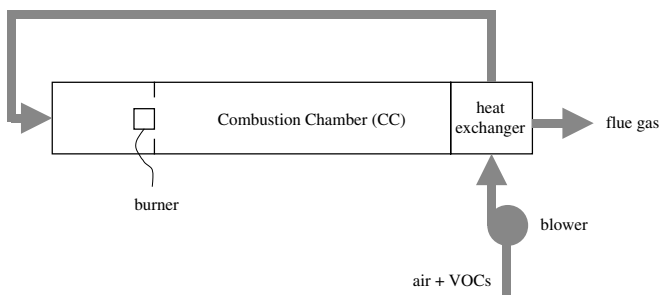 Combustion Chamber (CC)
heat
exchanger
flue gas
burner
blower
air + VOCs